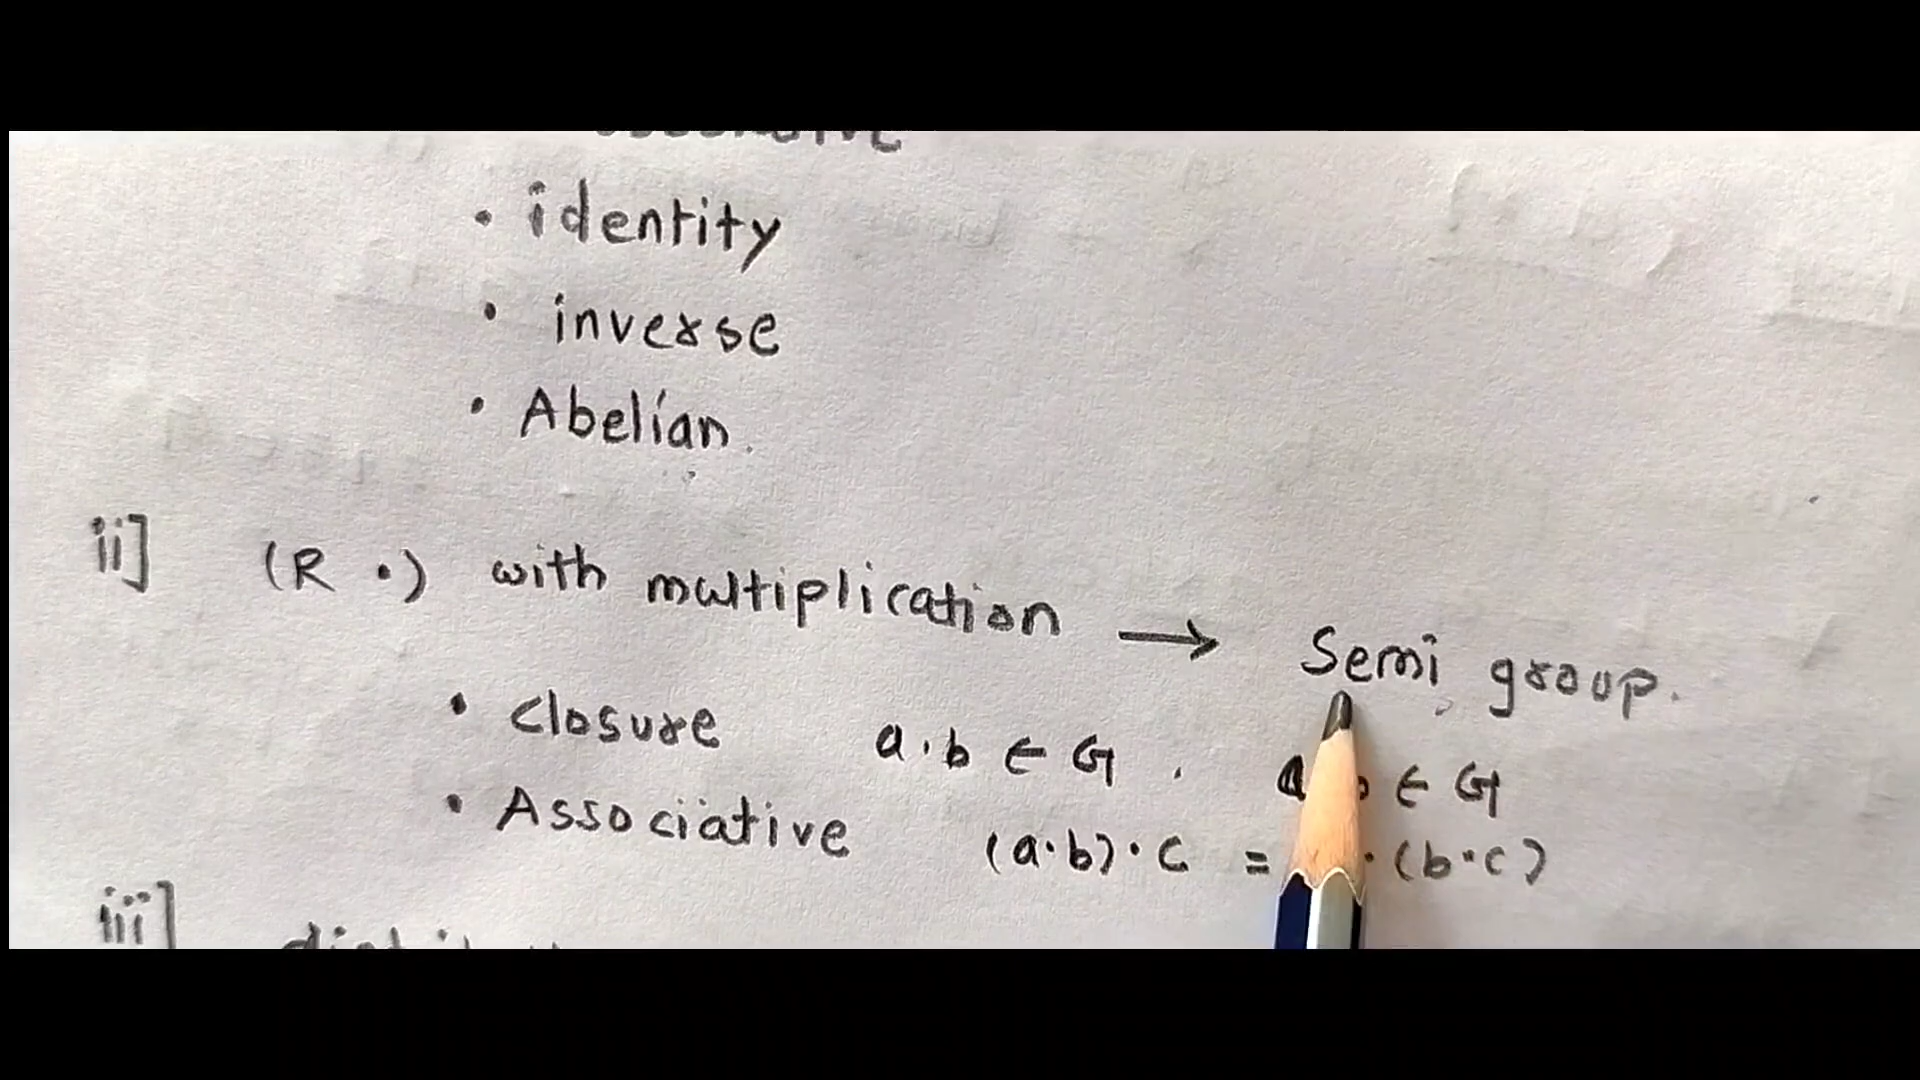 • identity
• inverse
• Abelian.
ii] (R •) with multiplication → Semi group.
• closure a.b ∈ G . a b ∈ G
• Associative (a.b).c = .(b.c)
iii]